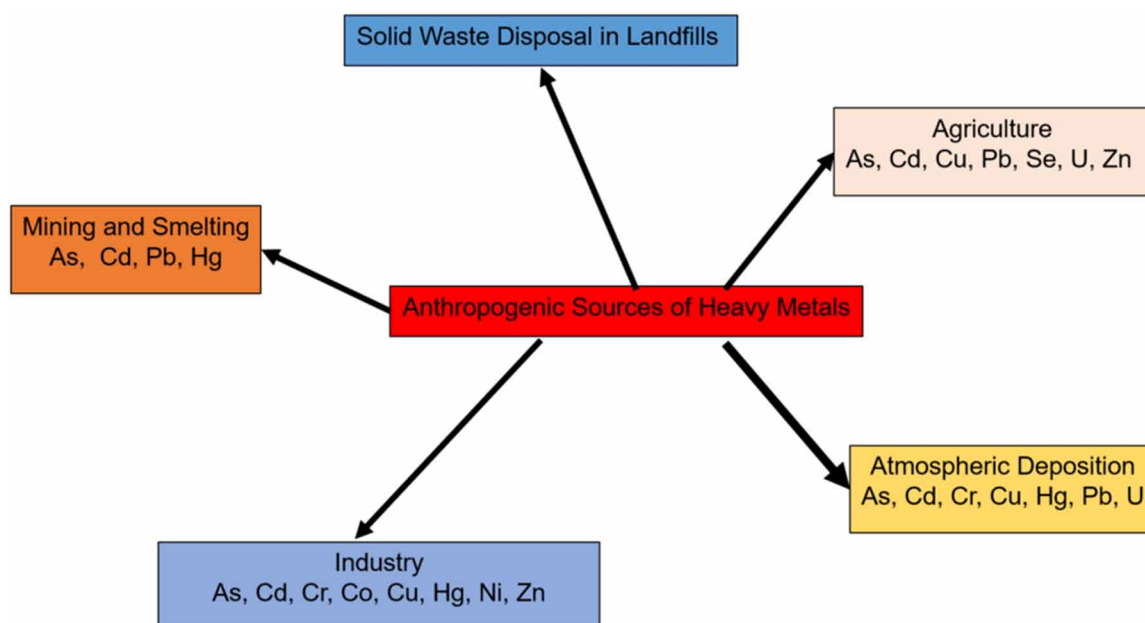 Solid Waste Disposal in Landfills
Agriculture
As, Cd, Cu, Pb, Se, U, Zn
Mining and Smelting
As, Cd, Pb, Hg
Anthropogenic Sources of Heavy Metals
Atmospheric Deposition
As, Cd, Cr, Cu, Hg, Pb, U
Industry
As, Cd, Cr, Co, Cu, Hg, Ni, Zn